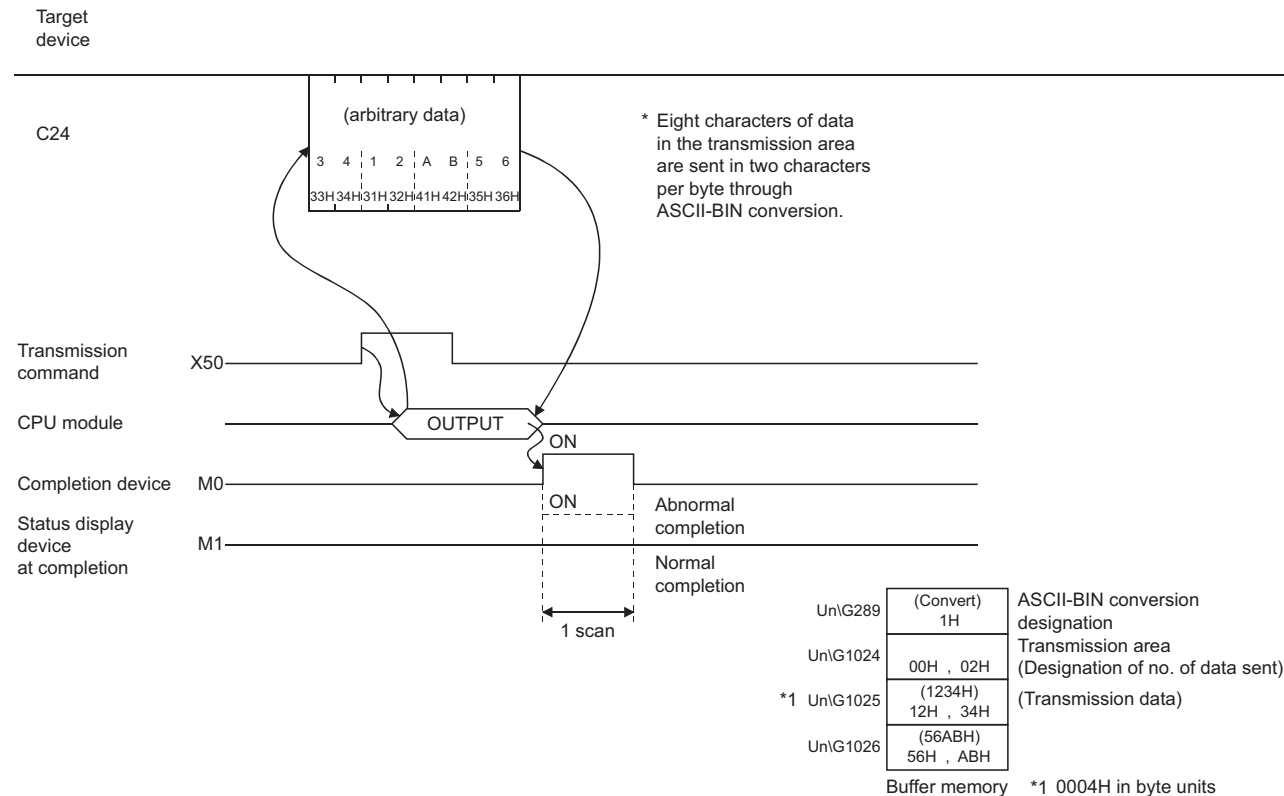 Target
device
C24
(arbitrary data)
3 4 1 2 A B 5 6
33H 34H 31H 32H 41H 42H 35H 36H
* Eight characters of data
in the transmission area
are sent in two characters
per byte through
ASCII-BIN conversion.
Transmission
command
X50
CPU module
OUTPUT
ON
Completion device
M0
ON
Abnormal
completion
Status display
device
at completion
M1
Normal
completion
1 scan
Un\G289
(Convert)
1H
ASCII-BIN conversion
designation
Un\G1024
00H , 02H
Transmission area
(Designation of no. of data sent)
*1 Un\G1025
(1234H)
12H , 34H
(Transmission data)
Un\G1026
(56ABH)
56H , ABH
Buffer memory
*1 0004H in byte units